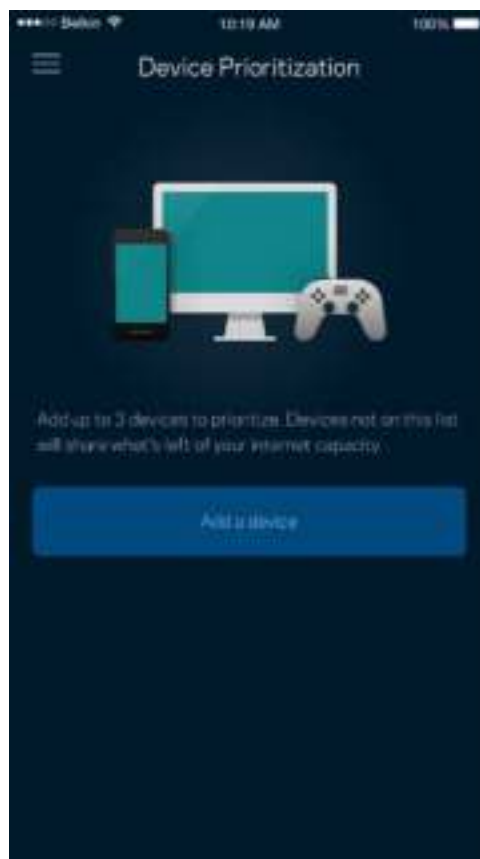 Belkin 10:19 AM 100%
Device Prioritization
Add up to 3 devices to prioritize. Devices not on this list
will share what's left of your internet capacity.
Add a device